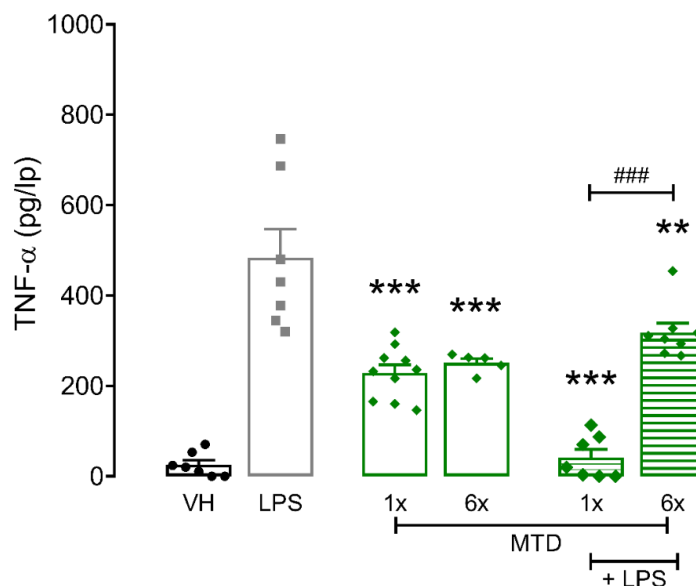 1000
800
600
400
200
0
TNF-α (pg/lp)
###
**
***
***
***
VH
LPS
1x
6x
1x
6x
MTD
+ LPS